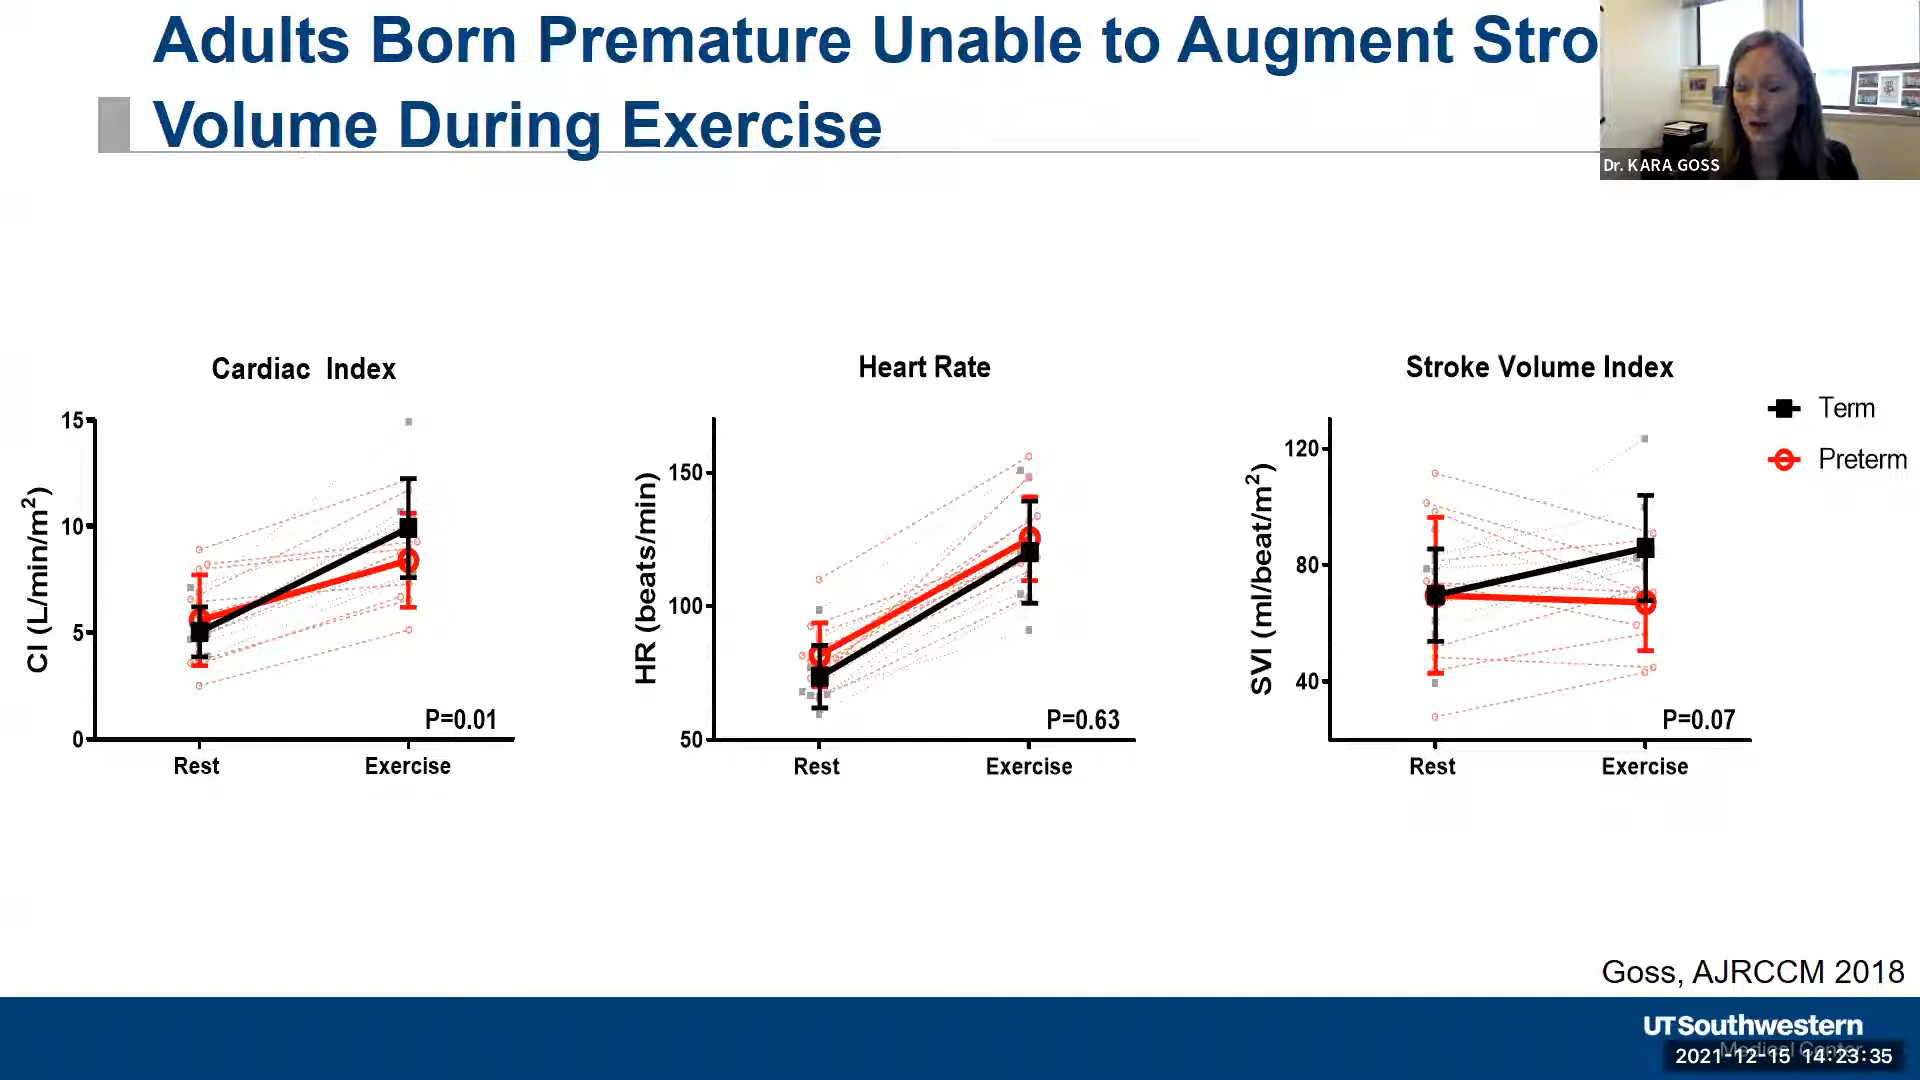 Adults Born Premature Unable to Augment Stro
Volume During Exercise
Dr. KARA GOSS
Cardiac Index
CI (L/min/m²)
15
10
5
0
Rest
Exercise
P=0.01
Heart Rate
HR (beats/min)
150
100
50
Rest
Exercise
P=0.63
Stroke Volume Index
SVI (ml/beat/m²)
120
80
40
Rest
Exercise
P=0.07
Term
Preterm
Goss, AJRCCM 2018
UTSouthwestern
Medical Center
2021-12-15 14:23:35